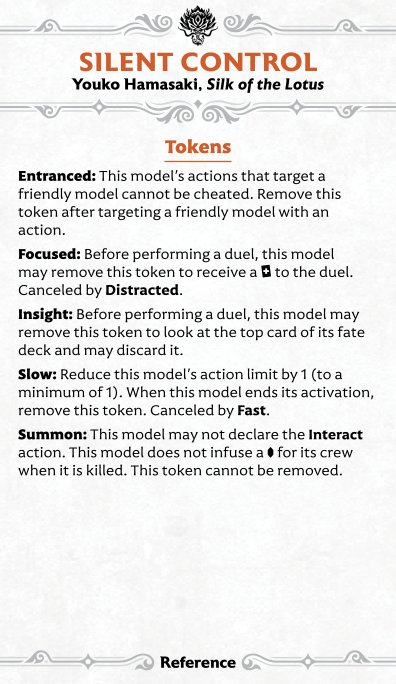 SILENT CONTROL
Youko Hamasaki, Silk of the Lotus
Tokens
Entranced: This model's actions that target a
friendly model cannot be cheated. Remove this
token after targeting a friendly model with an
action.
Focused: Before performing a duel, this model
may remove this token to receive a to the duel.
Canceled by Distracted.
Insight: Before performing a duel, this model may
remove this token to look at the top card of its fate
deck and may discard it.
Slow: Reduce this model's action limit by 1 (to a
minimum of 1). When this model ends its activation,
remove this token. Canceled by Fast.
Summon: This model may not declare the Interact
action. This model does not infuse a for its crew
when it is killed. This token cannot be removed.
Reference